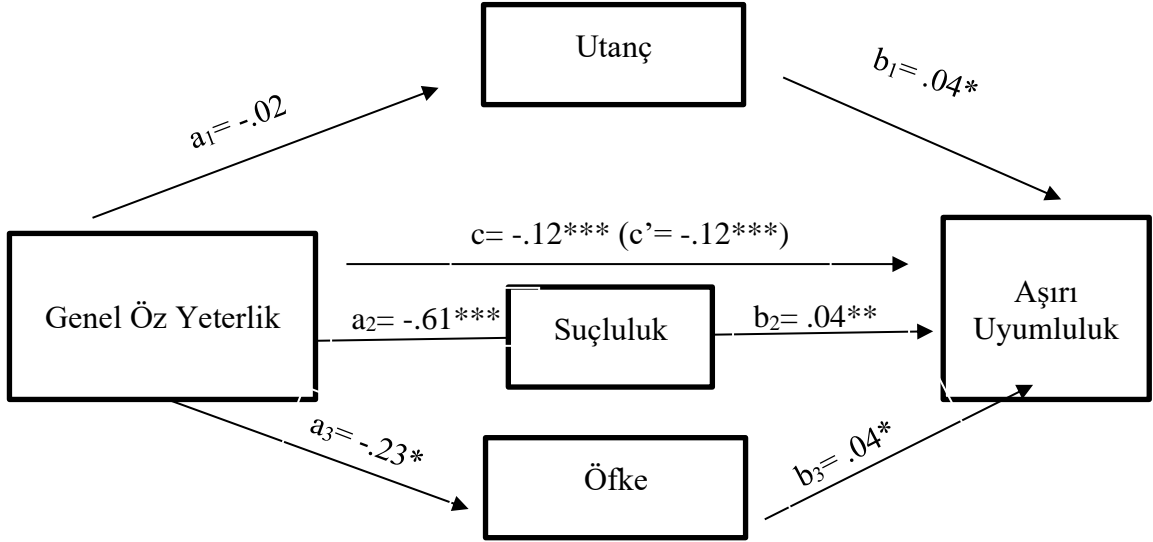 Utanç
b1= .04*
a1= -.02
c= -.12*** (c’= -.12***)
Genel Öz Yeterlik
a2= -.61***
Suçluluk
b2= .04**
Aşırı
Uyumluluk
a3= -.23*
Öfke
b3= .04*